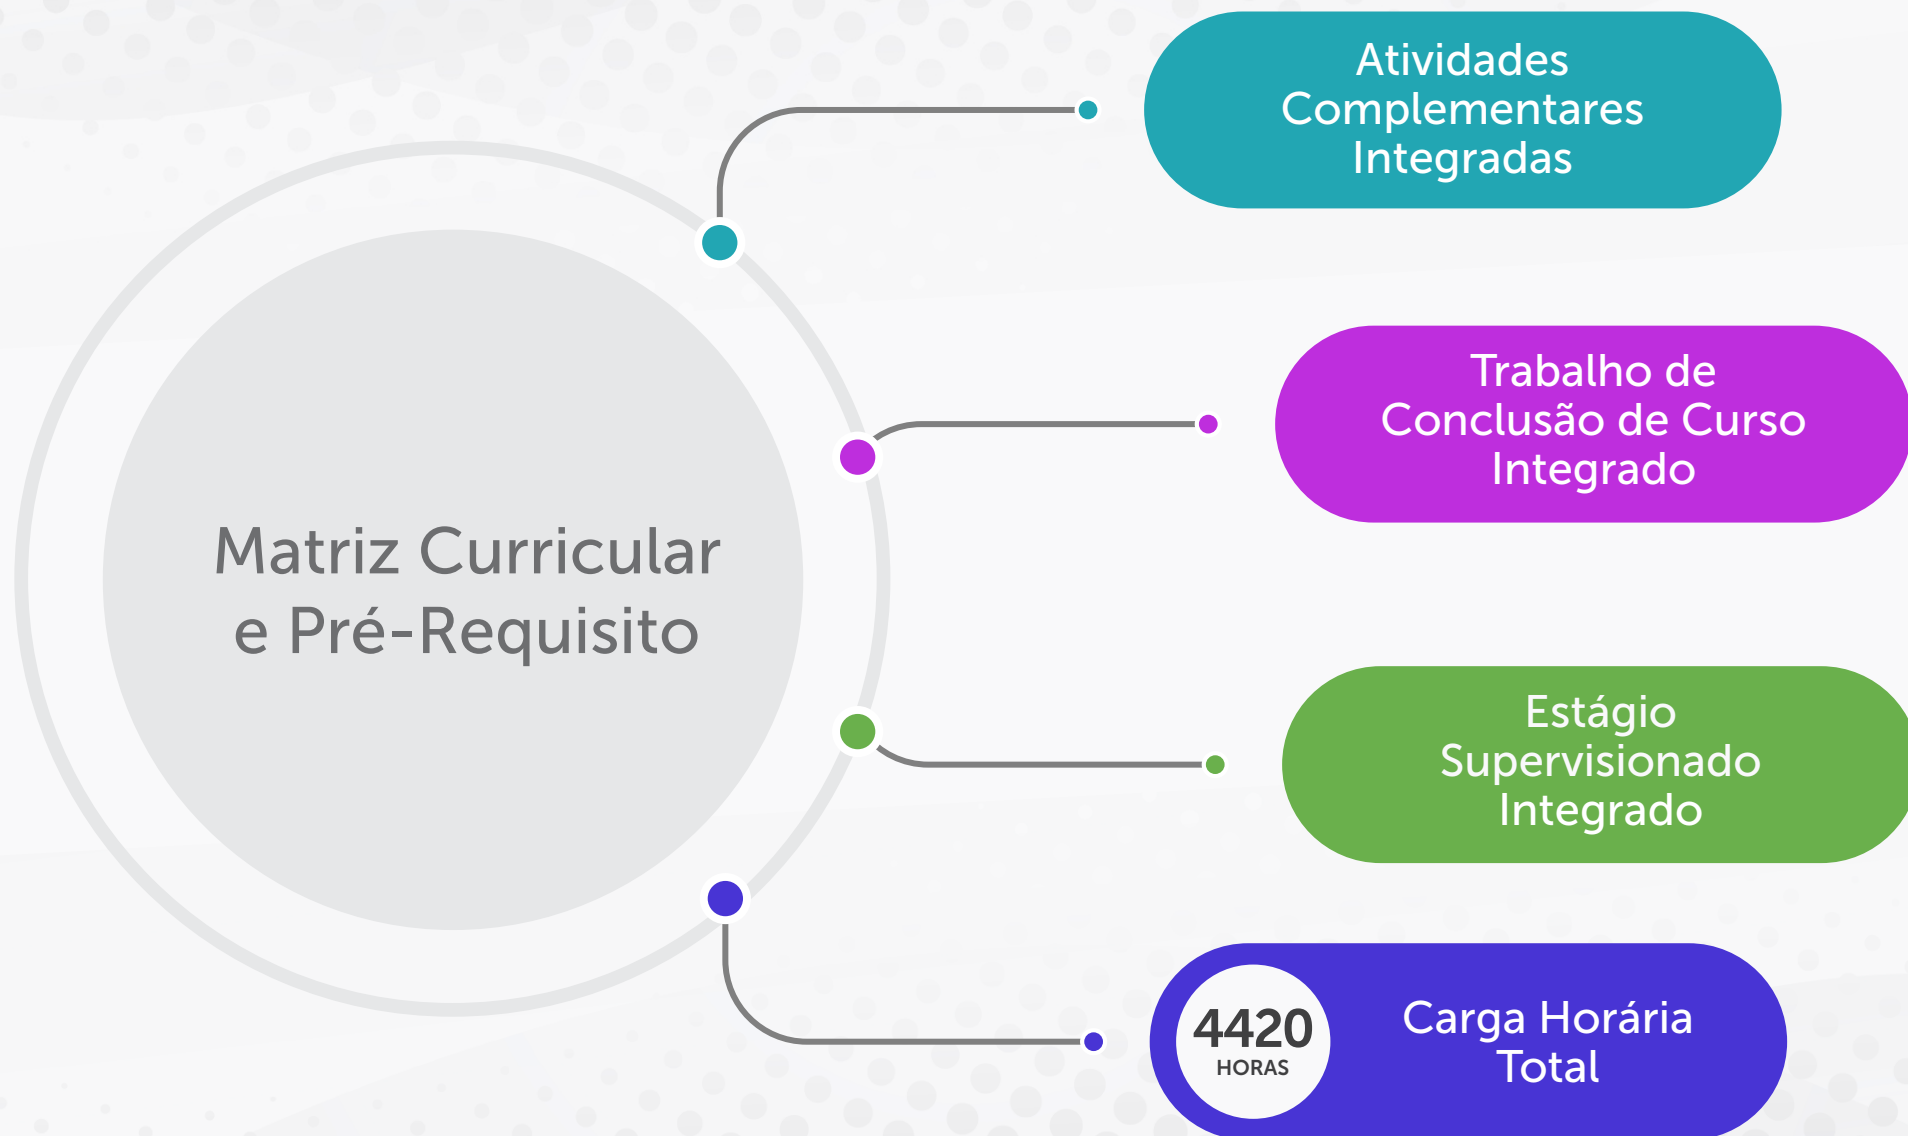 Matriz Curricular
e Pré-Requisito
Atividades
Complementares
Integradas
Trabalho de
Conclusão de Curso
Integrado
Estágio
Supervisionado
Integrado
4420
HORAS
Carga Horária
Total